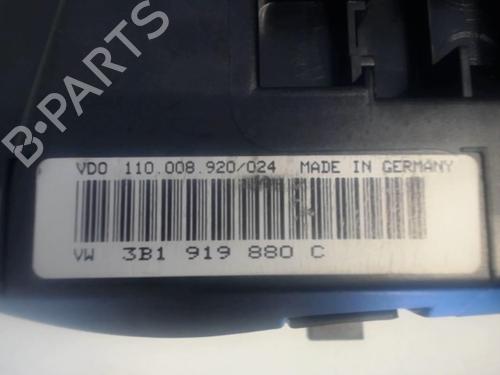 B-PARTS
VDO 110.008.920/024 MADE IN GERMANY
VW 3B1 919 880 C